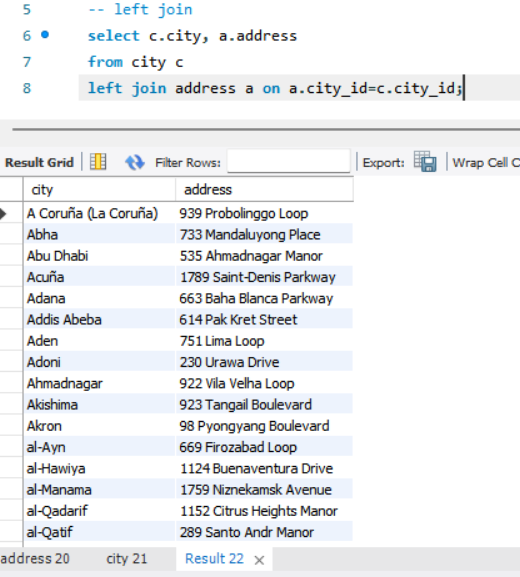 5 -- left join
6 select c.city, a.address
7 from city c
8 left join address a on a.city_id=c.city_id;
Result Grid Filter Rows: Export: Wrap Cell C
city address
A Coruña (La Coruña) 939 Probolinggo Loop
Abha 733 Mandaluyong Place
Abu Dhabi 535 Ahmadnagar Manor
Acuña 1789 Saint-Denis Parkway
Adana 663 Baha Blanca Parkway
Addis Abeba 614 Pak Kret Street
Aden 751 Lima Loop
Adoni 230 Urawa Drive
Ahmadnagar 922 Vila Velha Loop
Akishima 923 Tangail Boulevard
Akron 98 Pyongyang Boulevard
al-Ayn 669 Firozabad Loop
al-Hawiya 1124 Buenaventura Drive
al-Manama 1759 Niznekamsk Avenue
al-Qadarif 1152 Citrus Heights Manor
al-Qatif 289 Santo Andr Manor
address 20 city 21 Result 22